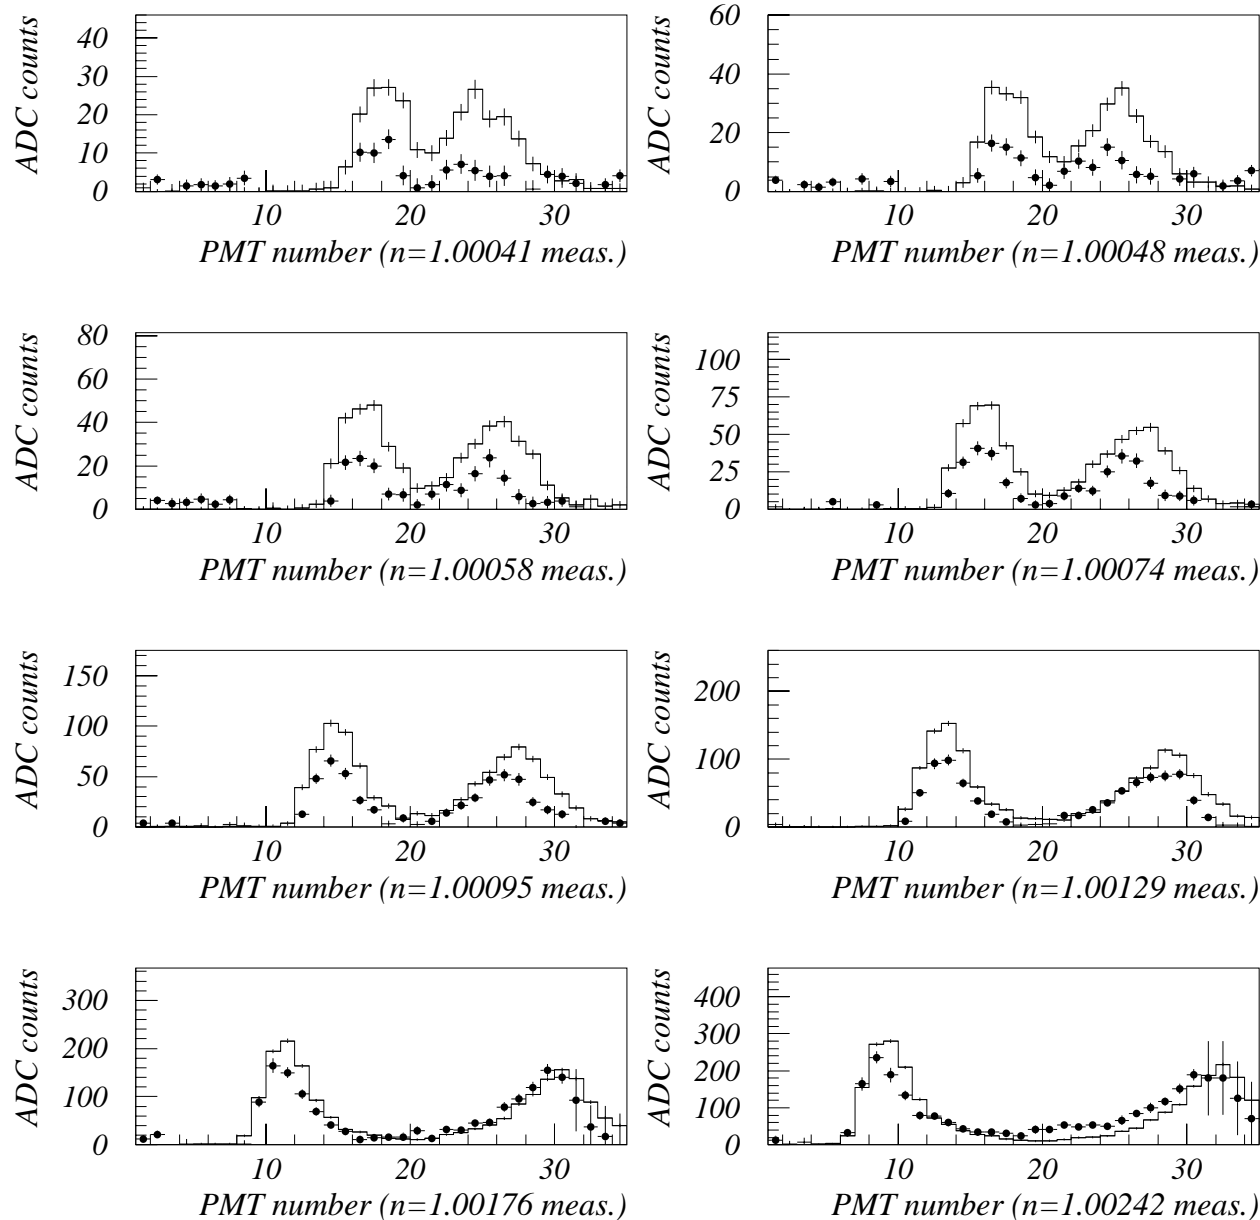 ADC counts
40
30
20
10
0
10 20 30
PMT number (n=1.00041 meas.)
ADC counts
60
40
20
0
10 20 30
PMT number (n=1.00048 meas.)
ADC counts
80
60
40
20
0
10 20 30
PMT number (n=1.00058 meas.)
ADC counts
100
75
50
25
0
10 20 30
PMT number (n=1.00074 meas.)
ADC counts
150
100
50
0
10 20 30
PMT number (n=1.00095 meas.)
ADC counts
200
100
0
10 20 30
PMT number (n=1.00129 meas.)
ADC counts
300
200
100
0
10 20 30
PMT number (n=1.00176 meas.)
ADC counts
400
300
200
100
0
10 20 30
PMT number (n=1.00242 meas.)